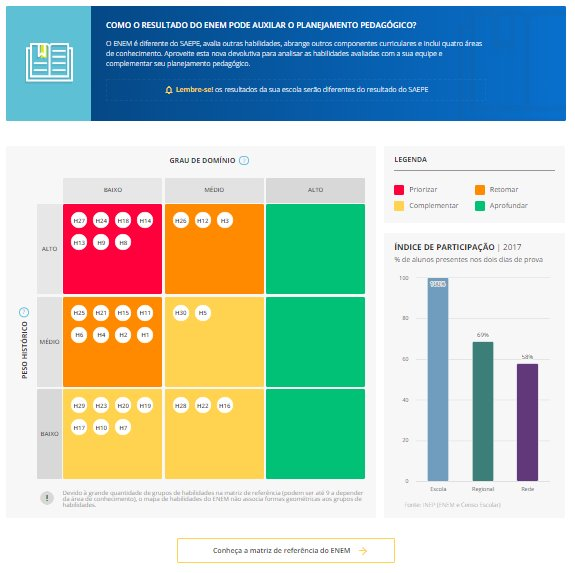 COMO O RESULTADO DO ENEM PODE AUXILAR O PLANEJAMENTO PEDAGÓGICO?
O ENEM é diferente do SAEPE, avalia outras habilidades, abrange outros componentes curriculares e inclui quatro áreas
de conhecimento. Aproveite esta nova devolutiva para analisar as habilidades avaliadas com a sua equipe e
complementar seu planejamento pedagógico.
Lembre-se! os resultados da sua escola serão diferentes do resultado do SAEPE
GRAU DE DOMÍNIO ?
BAIXO MÉDIO ALTO
PESO HISTÓRICO ?
ALTO
H27 H24 H18 H14
H13 H9 H8
H26 H12 H3
MÉDIO
H25 H21 H15 H11
H6 H4 H2 H1
H30 H5
BAIXO
H29 H23 H20 H19
H17 H10 H7
H28 H22 H16
! Devido à grande quantidade de grupos de habilidades na matriz de referência (podem ser até 9 a depender
da área de conhecimento), o mapa de habilidades do ENEM não associa formas geométricas aos grupos de
habilidades.
LEGENDA
Priorizar Retomar
Complementar Aprofundar
ÍNDICE DE PARTICIPAÇÃO | 2017
% de alunos presentes nos dois dias de prova
100
80
60
40
20
0
100%
69%
58%
Escola Regional Rede
Fonte: INEP (ENEM e Censo Escolar)
Conheça a matriz de referência do ENEM →